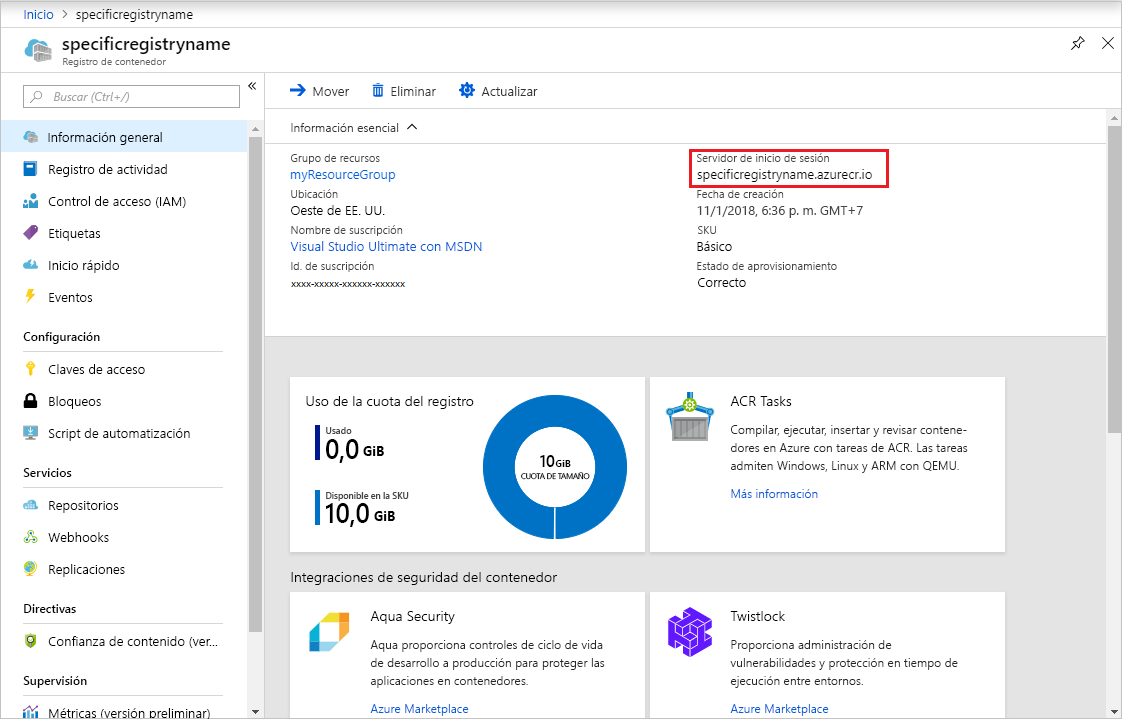 Inicio > specificregistryname
specificregistryname
Registro de contenedor
Buscar (Ctrl+/)
«
Información general
Registro de actividad
Control de acceso (IAM)
Etiquetas
Inicio rápido
Eventos
Configuración
Claves de acceso
Bloqueos
Script de automatización
Servicios
Repositorios
Webhooks
Replicaciones
Directivas
Confianza de contenido (ver...
Supervisión
Métricas (versión preliminar)
Mover Eliminar Actualizar
Información esencial
Grupo de recursos
myResourceGroup
Ubicación
Oeste de EE. UU.
Nombre de suscripción
Visual Studio Ultimate con MSDN
Id. de suscripción
xxxx-xxxxx-xxxxxx-xxxxxx
Servidor de inicio de sesión
specificregistryname.azurecr.io
Fecha de creación
11/1/2018, 6:36 p. m. GMT+7
SKU
Básico
Estado de aprovisionamiento
Correcto
Uso de la cuota del registro
Usado
0,0 GiB
Disponible en la SKU
10,0 GiB
10 GiB
CUOTA DE TAMAÑO
ACR Tasks
Compilar, ejecutar, insertar y revisar contene-
dores en Azure con tareas de ACR. Las tareas
admiten Windows, Linux y ARM con QEMU.
Más información
Integraciones de seguridad del contenedor
Aqua Security
Aqua proporciona controles de ciclo de vida
de desarrollo a producción para proteger las
aplicaciones en contenedores.
Azure Marketplace
Twistlock
Proporciona administración de
vulnerabilidades y protección en tiempo de
ejecución entre entornos.
Azure Marketplace